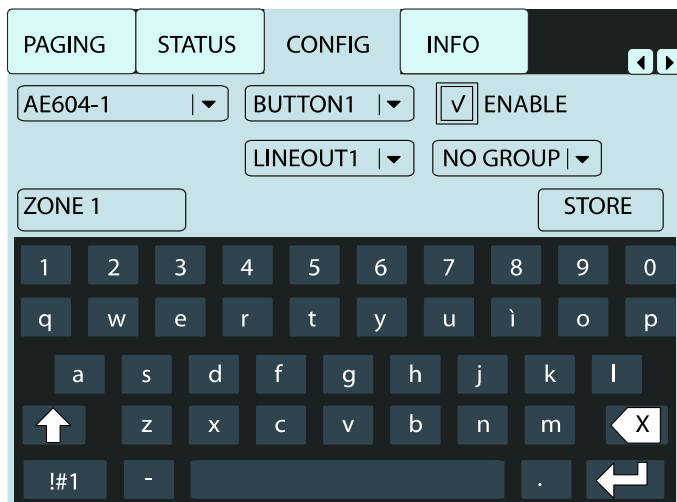 PAGING STATUS CONFIG INFO
AE604-1 BUTTON1 √ ENABLE
LINEOUT1 NO GROUP
ZONE 1 STORE
1 2 3 4 5 6 7 8 9 0
q w e r t y u ì o p
a s d f g h j k l
z x c v b n m X
!#1 - .